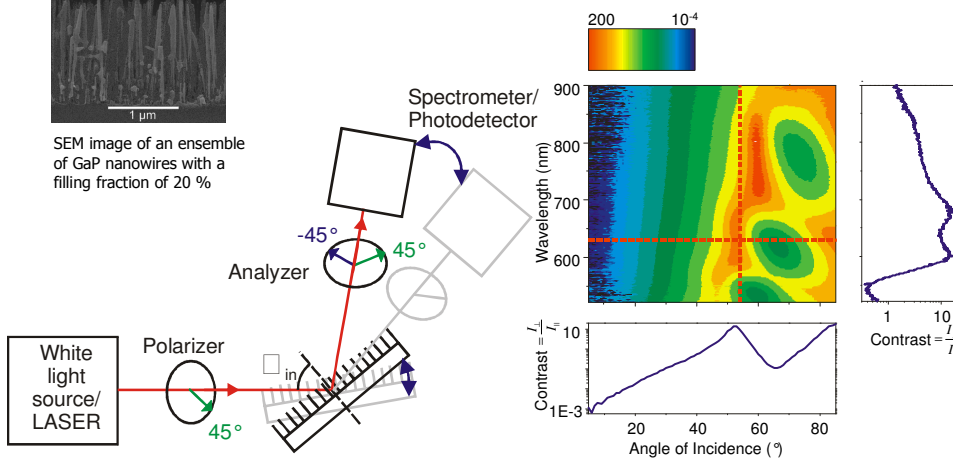 1 µm
SEM image of an ensemble
of GaP nanowires with a
filling fraction of 20 %
Spectrometer/
Photodetector
-45°
45°
Analyzer
Polarizer
White
light
source/
LASER
45°
□in
200
10-4
900
800
700
600
Wavelength (nm)
1
10
Contrast = I/I
Contrast = I⊥/I||
10
1E-3
20
40
60
80
Angle of Incidence (°)